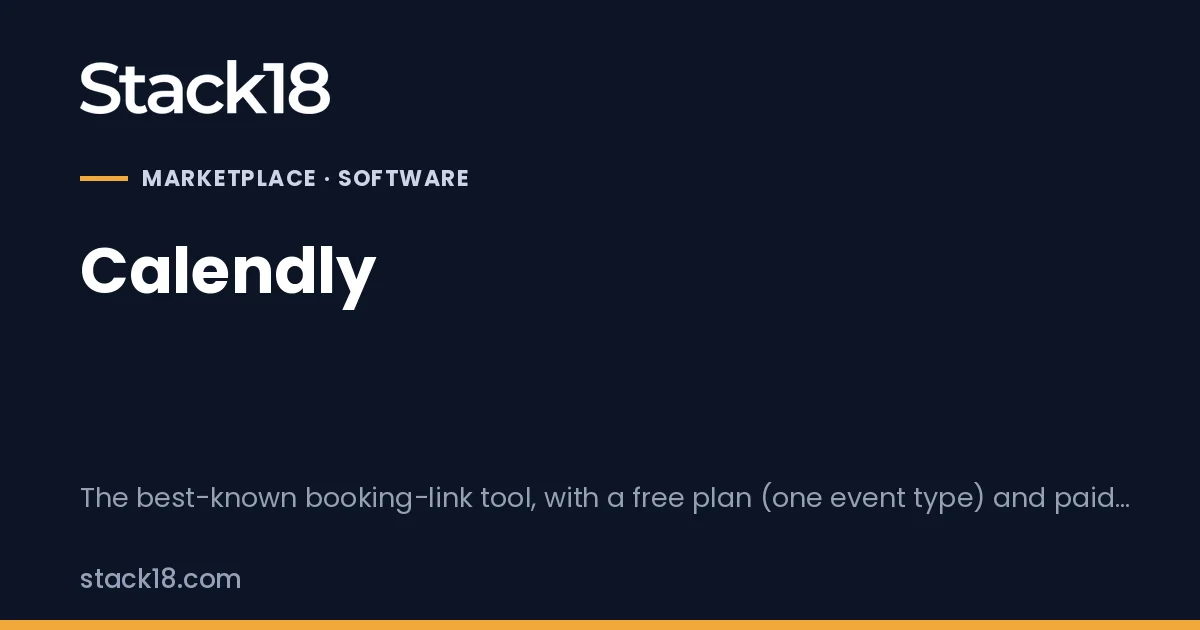 Stack18
MARKETPLACE · SOFTWARE
Calendly
The best-known booking-link tool, with a free plan (one event type) and paid…
stack18.com